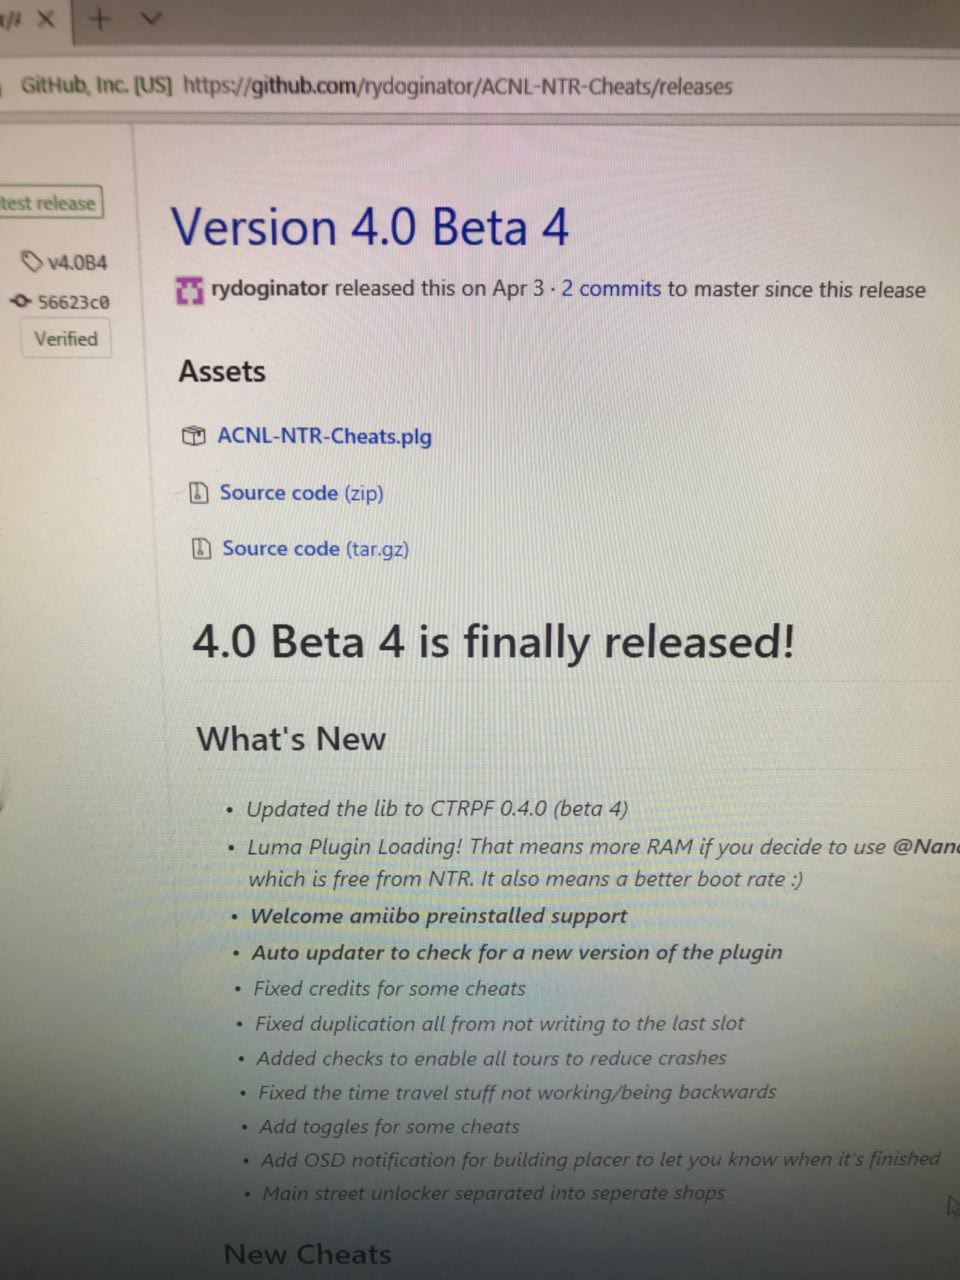 GitHub, Inc. [US] https://github.com/rydoginator/ACNL-NTR-Cheats/releases
test release
Version 4.0 Beta 4
v4.0B4
rydoginator released this on Apr 3 · 2 commits to master since this release
56623c0
Verified
Assets
ACNL-NTR-Cheats.plg
Source code (zip)
Source code (tar.gz)
4.0 Beta 4 is finally released!
What's New
• Updated the lib to CTRPF 0.4.0 (beta 4)
• Luma Plugin Loading! That means more RAM if you decide to use @Nan
which is free from NTR. It also means a better boot rate :)
• Welcome amiibo preinstalled support
• Auto updater to check for a new version of the plugin
• Fixed credits for some cheats
• Fixed duplication all from not writing to the last slot
• Added checks to enable all tours to reduce crashes
• Fixed the time travel stuff not working/being backwards
• Add toggles for some cheats
• Add OSD notification for building placer to let you know when it's finished
• Main street unlocker separated into seperate shops
New Cheats